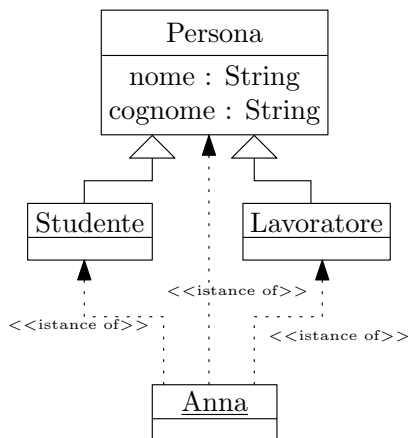 Persona
nome : String
cognome : String
Studente
Lavoratore
<<istance of>>
<<istance of>>
<<istance of>>
Anna